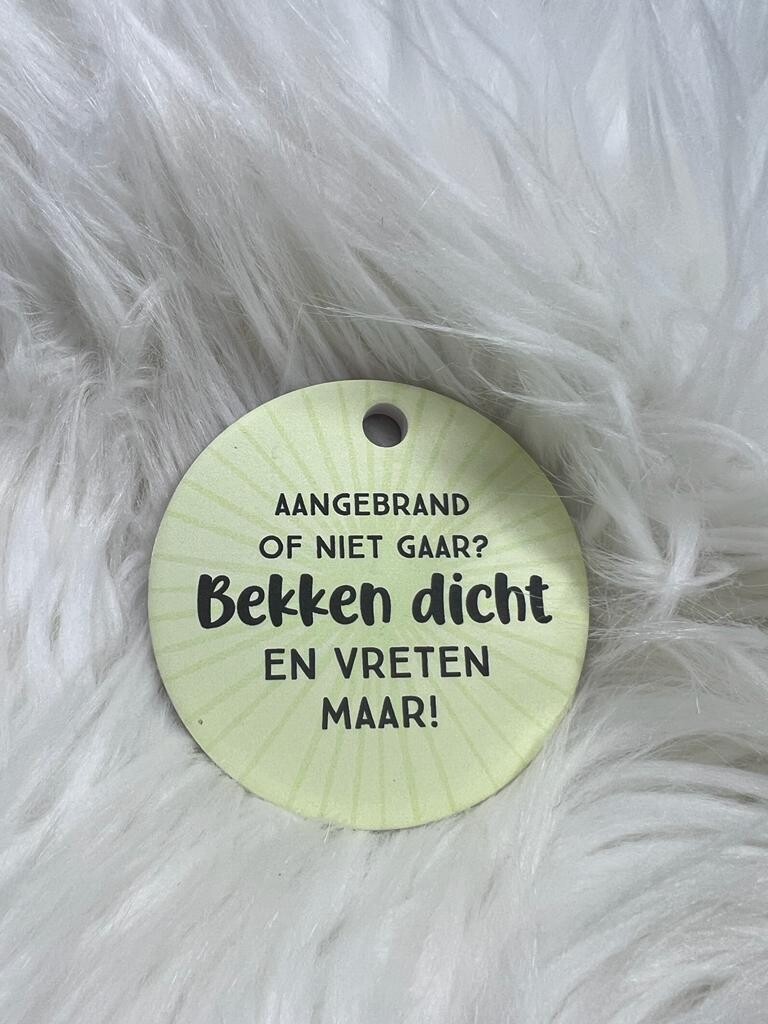 AANGEBRAND
OF NIET GAAR?
Bekken dicht
EN VRETEN
MAAR!